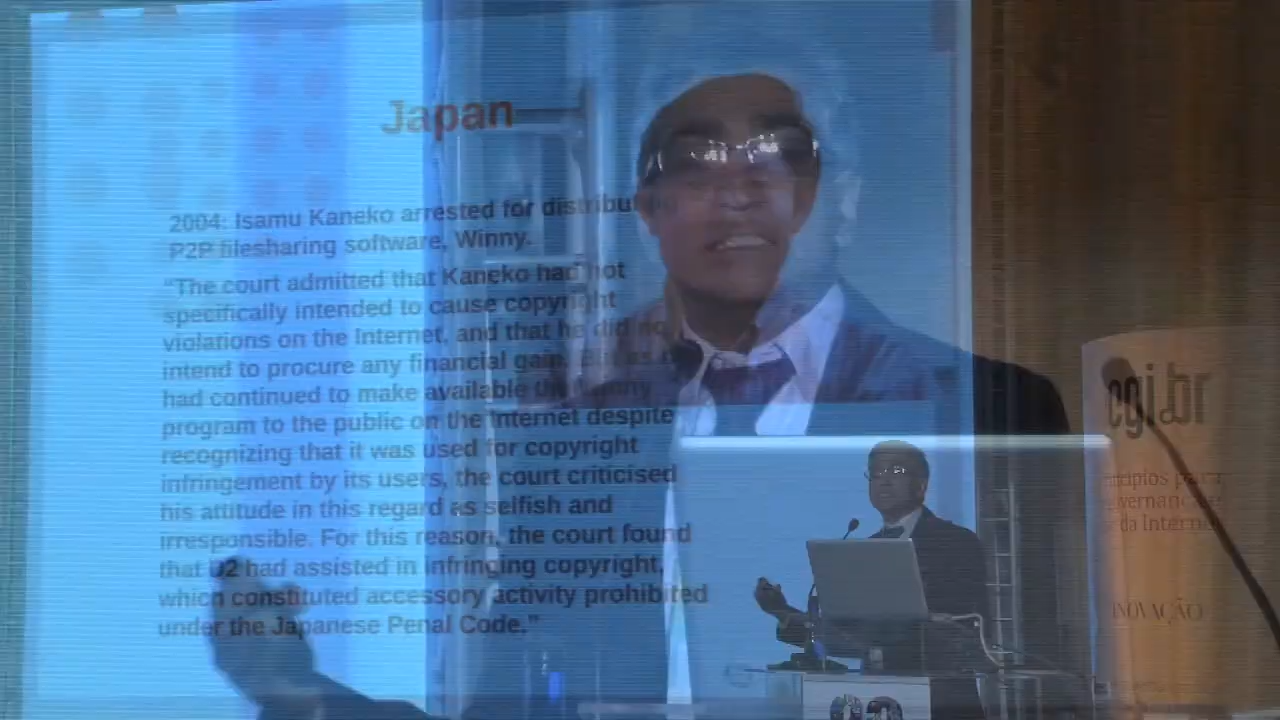 Japan
2004: Isamu Kaneko arrested for
P2P filesharing software, Winny.
"The court admitted that Kaneko had not
specifically intended to cause copyright
violations on the Internet, and that he did
intend to procure any financial gain.
had continued to make available the Winny
program to the public on the Internet despite
recognizing that it was used for copyright
infringement by its users, the court criticised
his attitude in this regard as selfish and
irresponsible. For this reason, the court found
that D2 had assisted in infringing copyright,
which constituted accessory activity prohibited
under the Japanese Penal Code."
cgi.br
da Internet
INOVAÇÃO